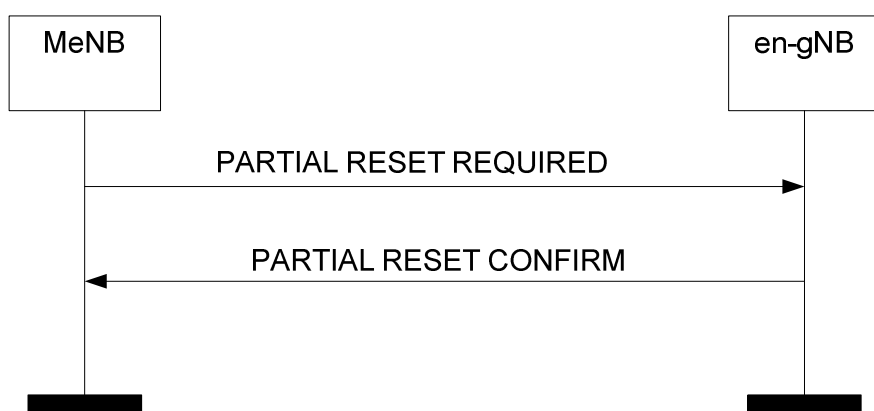 MeNB
en-gNB
PARTIAL RESET REQUIRED
PARTIAL RESET CONFIRM